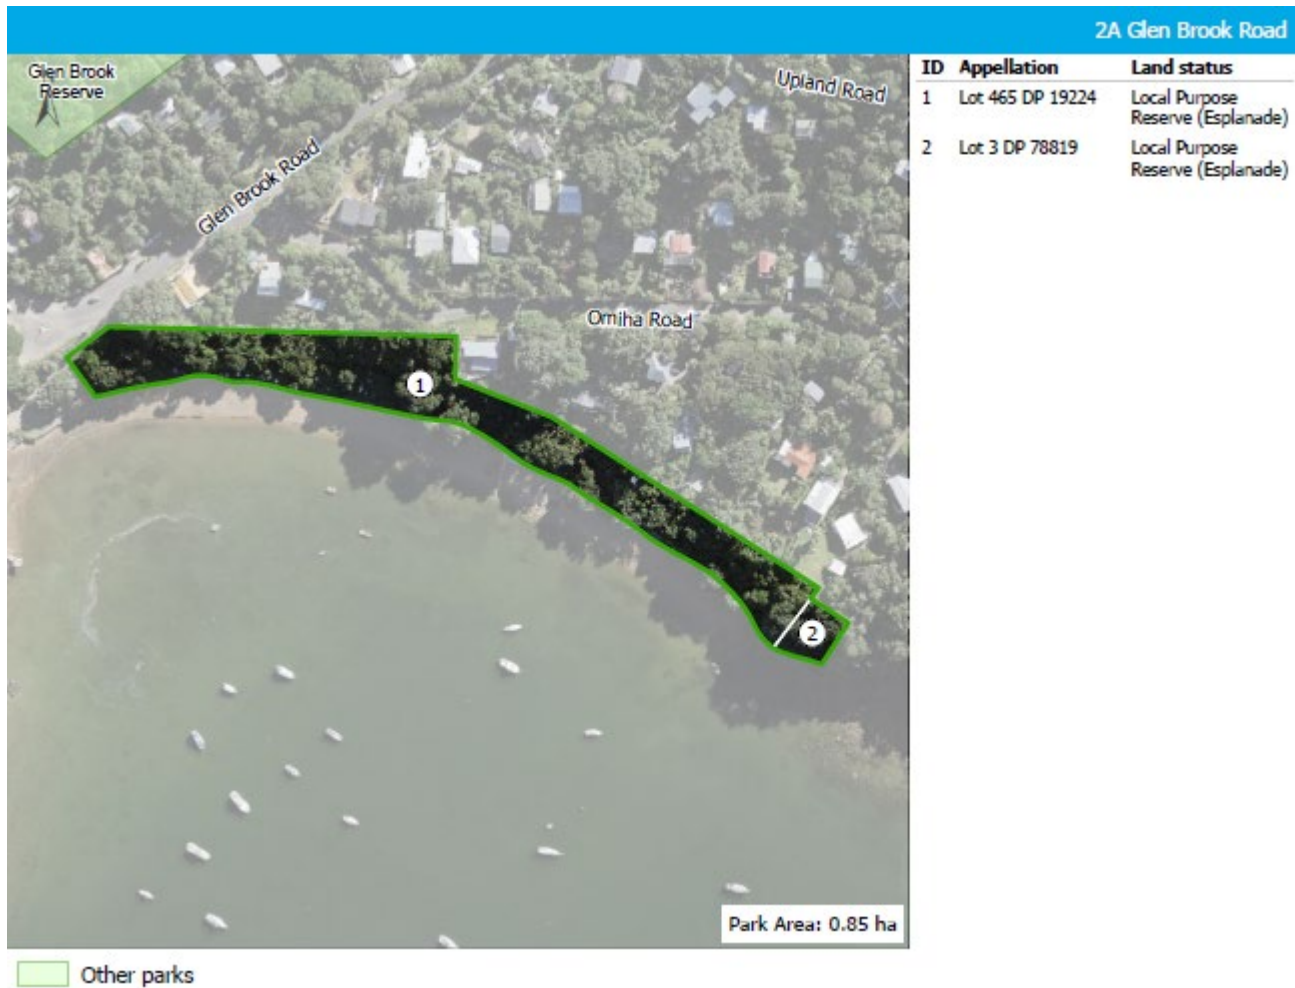 2A Glen Brook Road
Glen Brook
Reserve
Upland Road
Glen Brook Road
Omiha Road
1
2
Park Area: 0.85 ha
ID Appellation Land status
1 Lot 465 DP 19224 Local Purpose
Reserve (Esplanade)
2 Lot 3 DP 78819 Local Purpose
Reserve (Esplanade)
Other parks